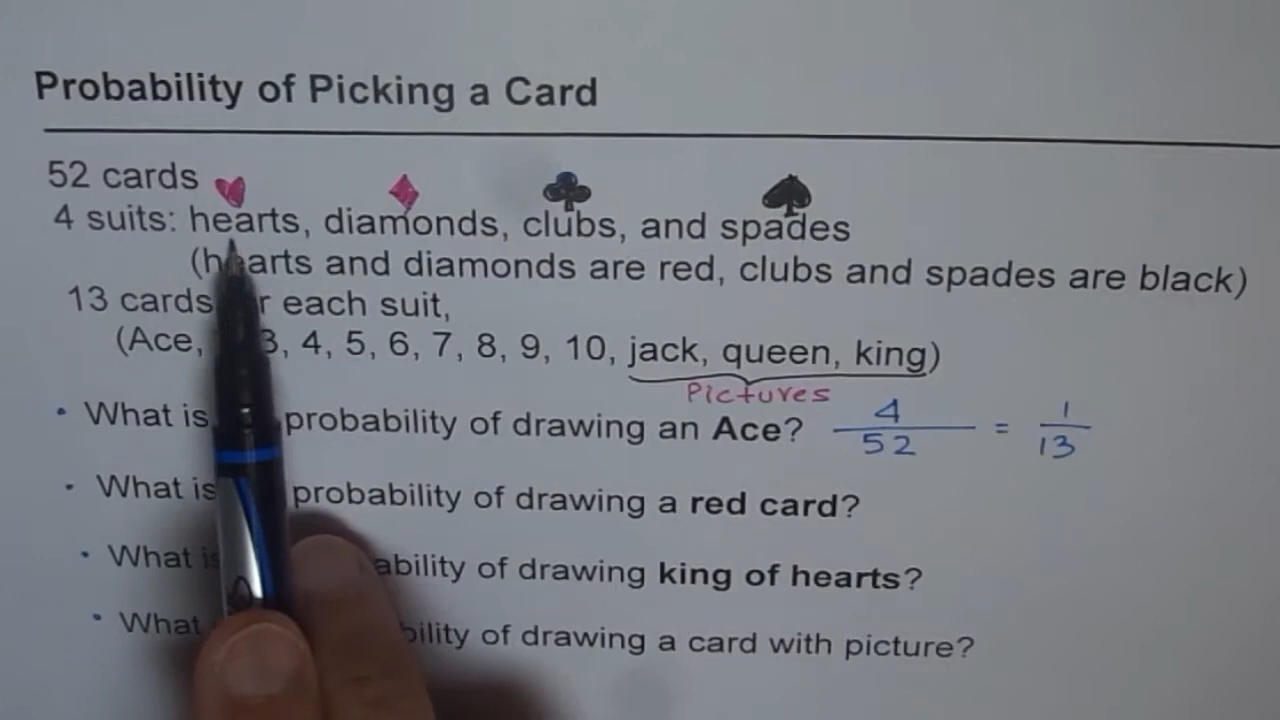 Probability of Picking a Card
52 cards
4 suits: hearts, diamonds, clubs, and spades
(hearts and diamonds are red, clubs and spades are black)
13 cards each suit,
(Ace, 3, 4, 5, 6, 7, 8, 9, 10, jack, queen, king)
Pictures
• What is probability of drawing an Ace? 4/52 = 1/13
• What is probability of drawing a red card?
• What is probability of drawing king of hearts?
• What probability of drawing a card with picture?